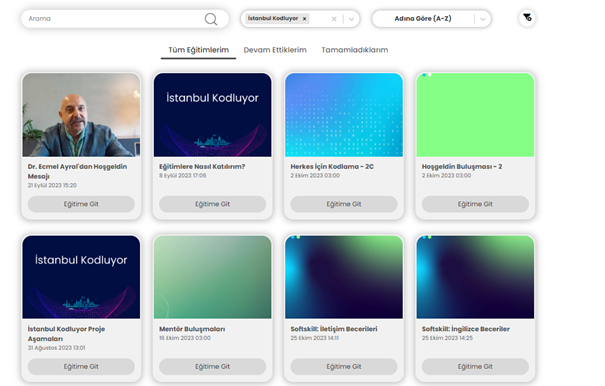 Arama
İstanbul Kodluyor ×
Adına Göre (A-Z)
Tüm Eğitimlerim
Devam Ettiklerim
Tamamladıklarım
İstanbul Kodluyor
Dr. Ecmel Ayral'dan Hoşgeldin
Mesajı
21 Eylül 2023 15:20
Eğitime Git
Eğitimlere Nasıl Katılırım?
8 Eylül 2023 17:06
Eğitime Git
Herkes İçin Kodlama - 2C
2 Ekim 2023 03:00
Eğitime Git
Hoşgeldin Buluşması - 2
2 Ekim 2023 03:00
Eğitime Git
İstanbul Kodluyor
İstanbul Kodluyor Proje
Aşamaları
31 Ağustos 2023 13:01
Eğitime Git
Mentör Buluşmaları
15 Ekim 2023 03:00
Eğitime Git
Softskill: İletişim Becerileri
25 Ekim 2023 14:11
Eğitime Git
Softskill: İngilizce Beceriler
25 Ekim 2023 14:25
Eğitime Git